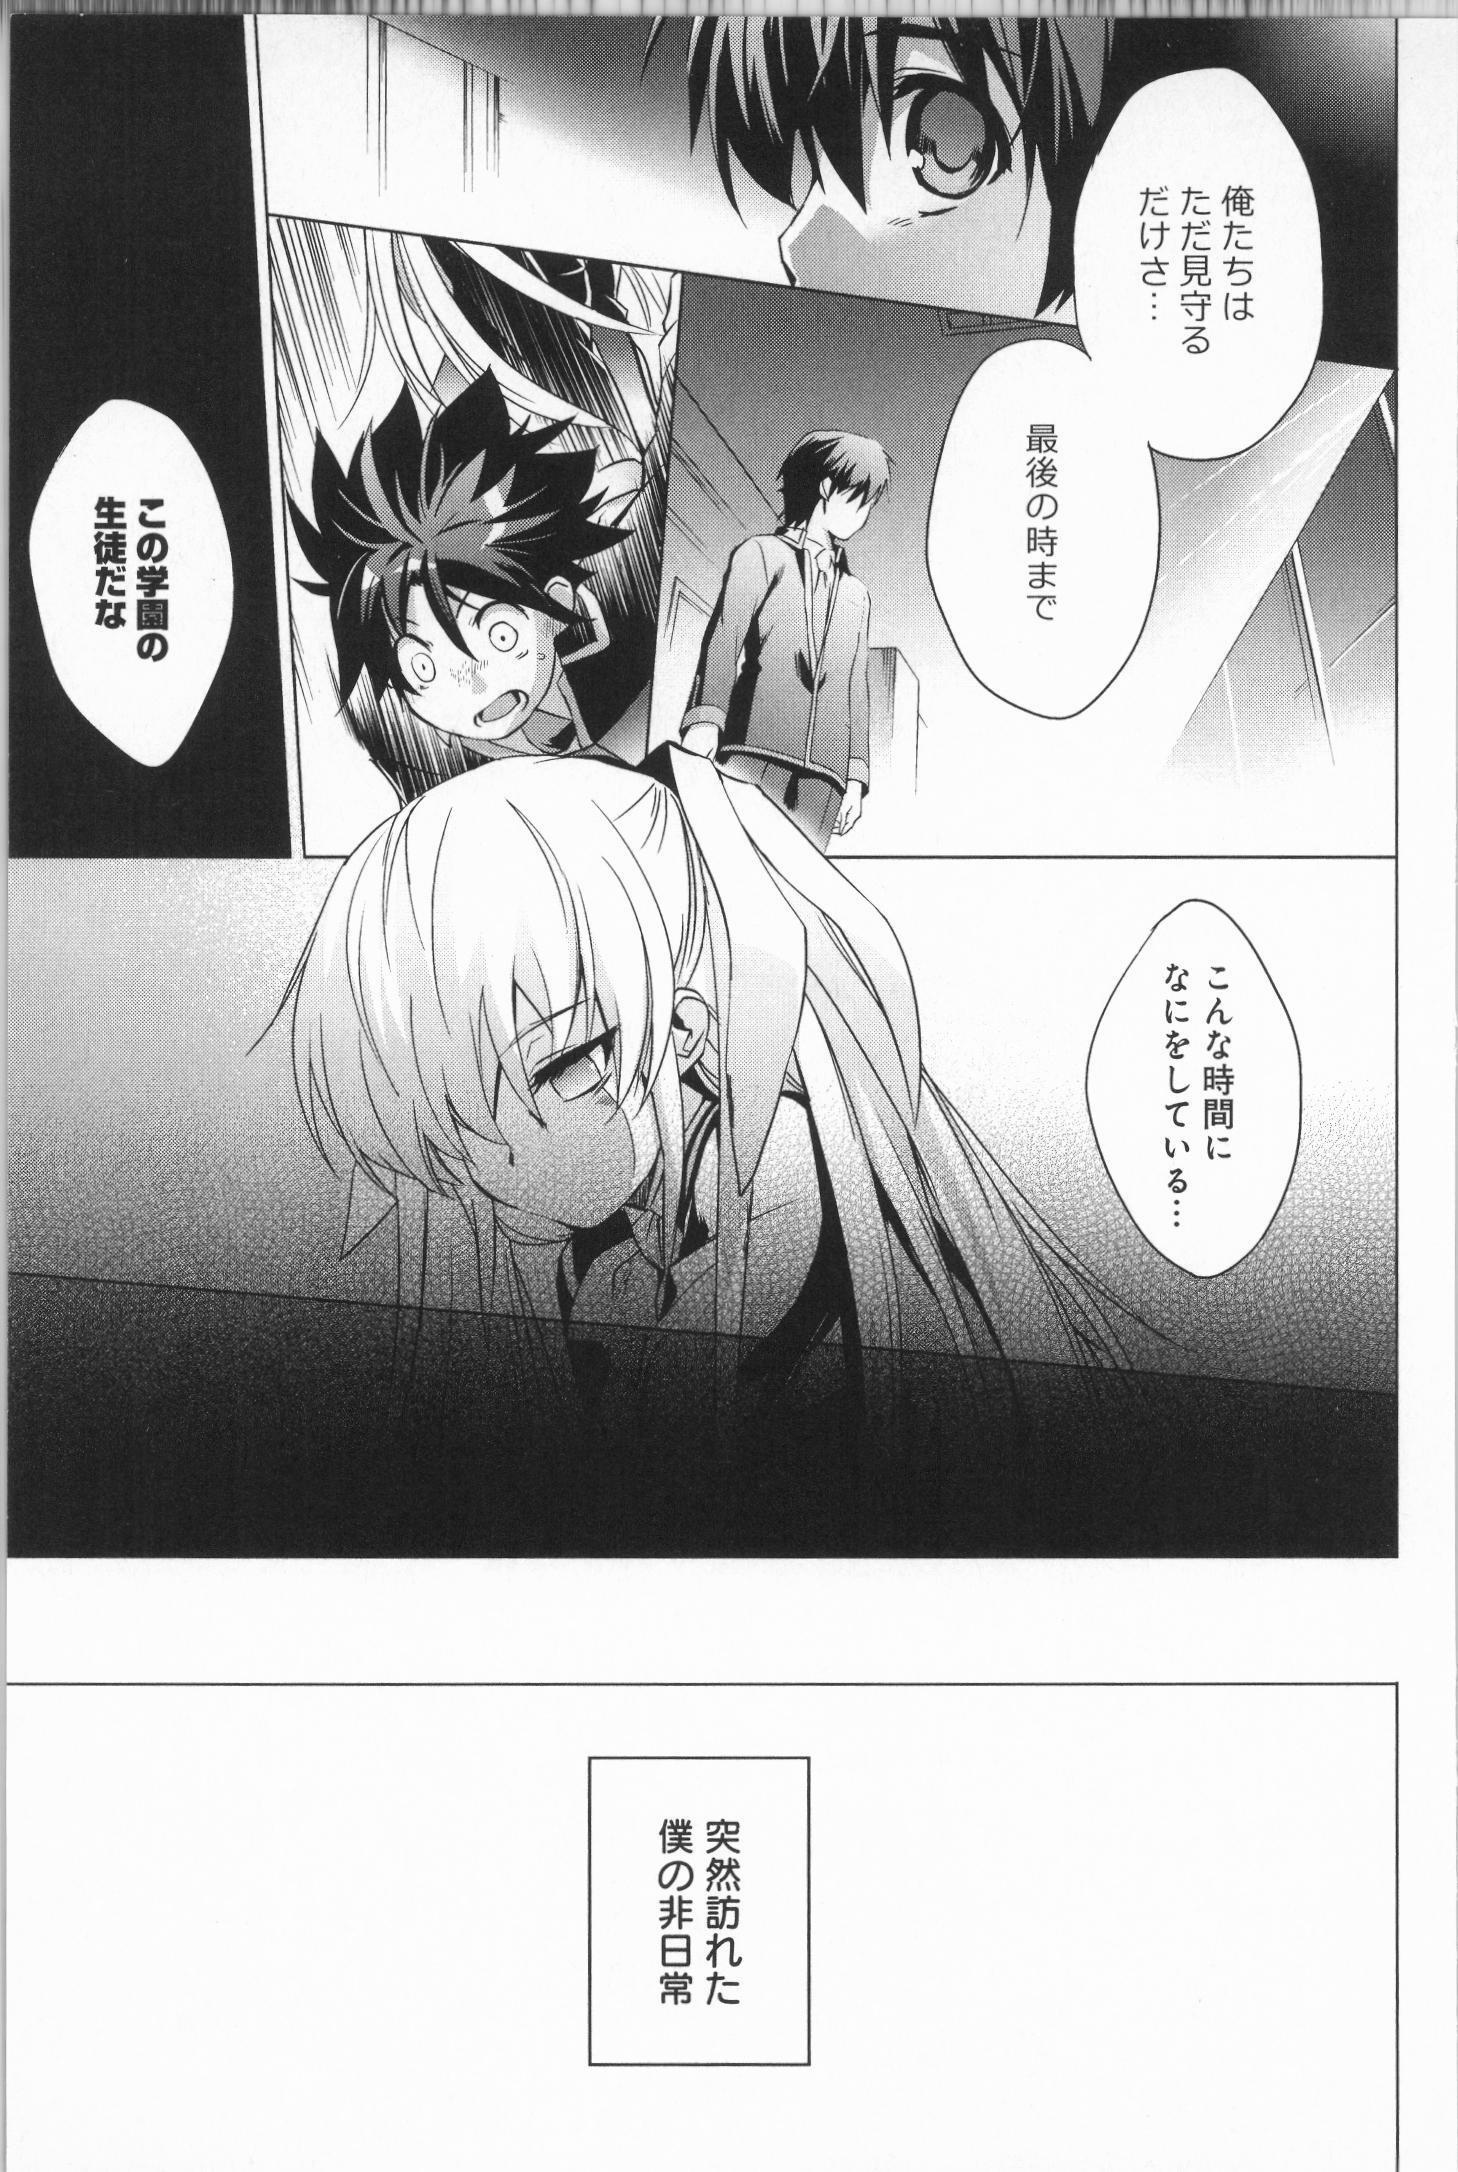 俺たちは
ただ見守る
だけさ…
最後の時まで
この学園の
生徒だな
こんな時間に
なにをしている…
突然訪れた
僕の非日常